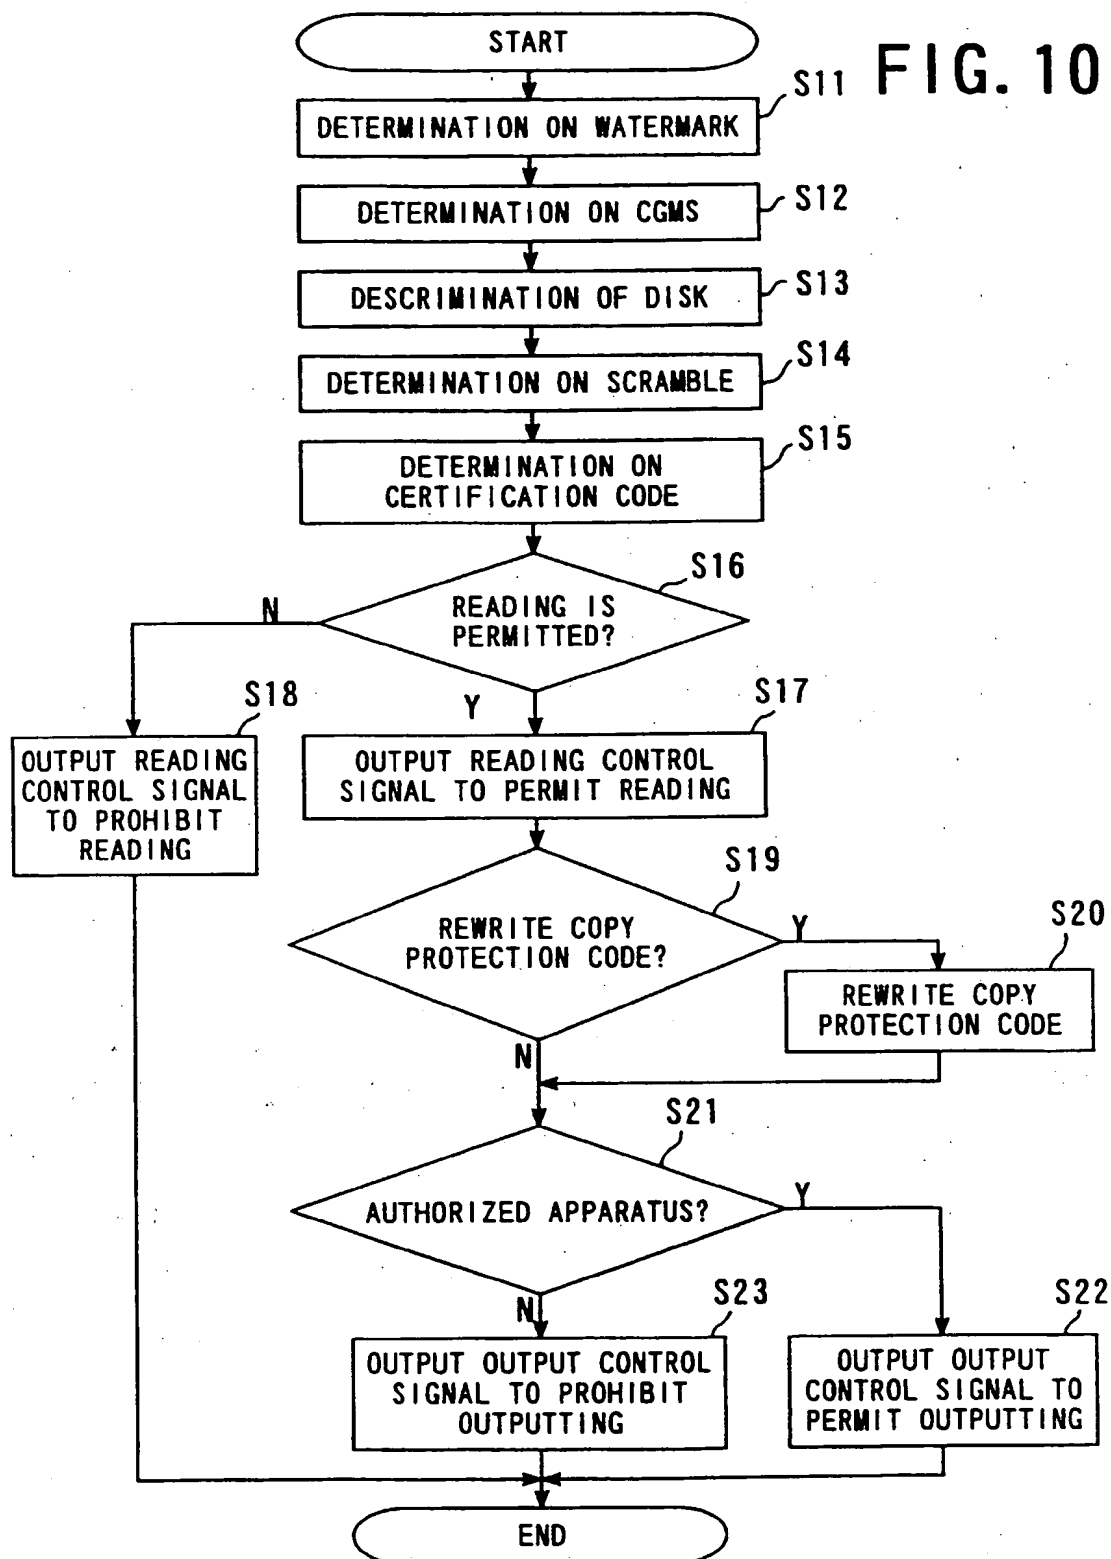 FIG. 10
START
S11
DETERMINATION ON WATERMARK
S12
DETERMINATION ON CGMS
S13
DESCRIMINATION OF DISK
S14
DETERMINATION ON SCRAMBLE
S15
DETERMINATION ON
CERTIFICATION CODE
S16
READING IS
PERMITTED?
N
Y
S18
OUTPUT READING
CONTROL SIGNAL
TO PROHIBIT
READING
S17
OUTPUT READING CONTROL
SIGNAL TO PERMIT READING
S19
REWRITE COPY
PROTECTION CODE?
Y
N
S20
REWRITE COPY
PROTECTION CODE
S21
AUTHORIZED APPARATUS?
Y
N
S23
OUTPUT OUTPUT CONTROL
SIGNAL TO PROHIBIT
OUTPUTTING
S22
OUTPUT OUTPUT
CONTROL SIGNAL TO
PERMIT OUTPUTTING
END